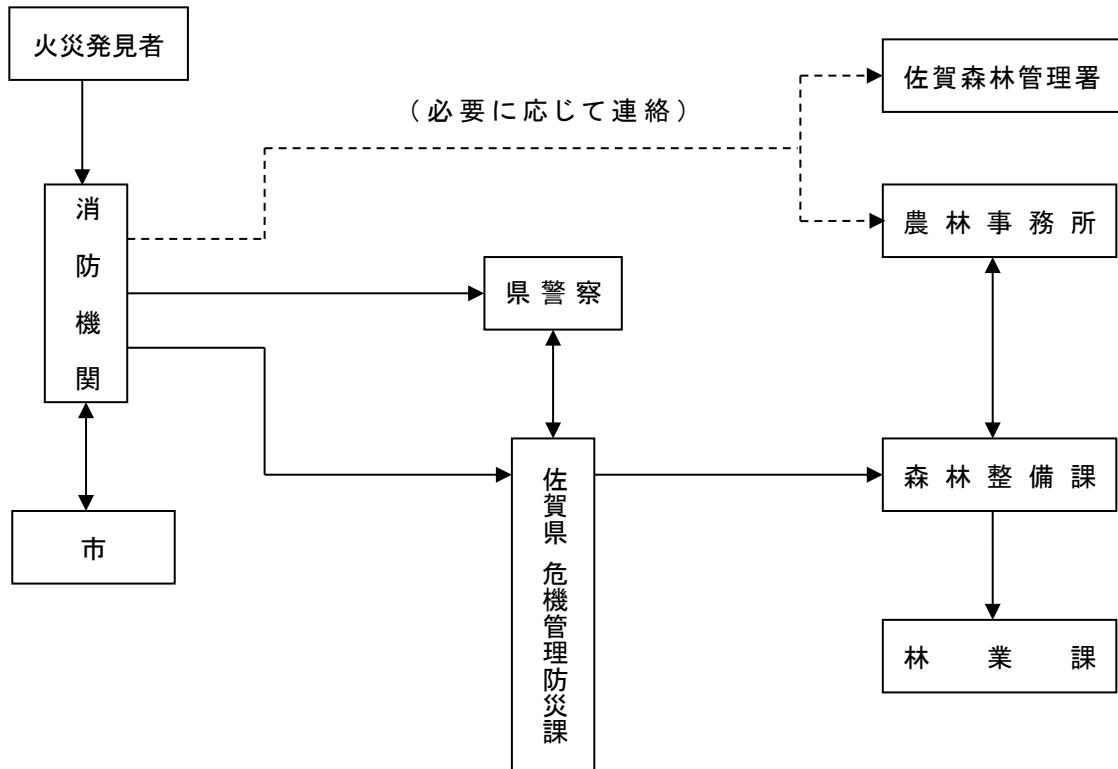 火災発見者
佐賀森林管理署
（必要に応じて連絡）
消防機関
農林事務所
県警察
佐賀県 危機管理防災課
森林整備課
市
林業課